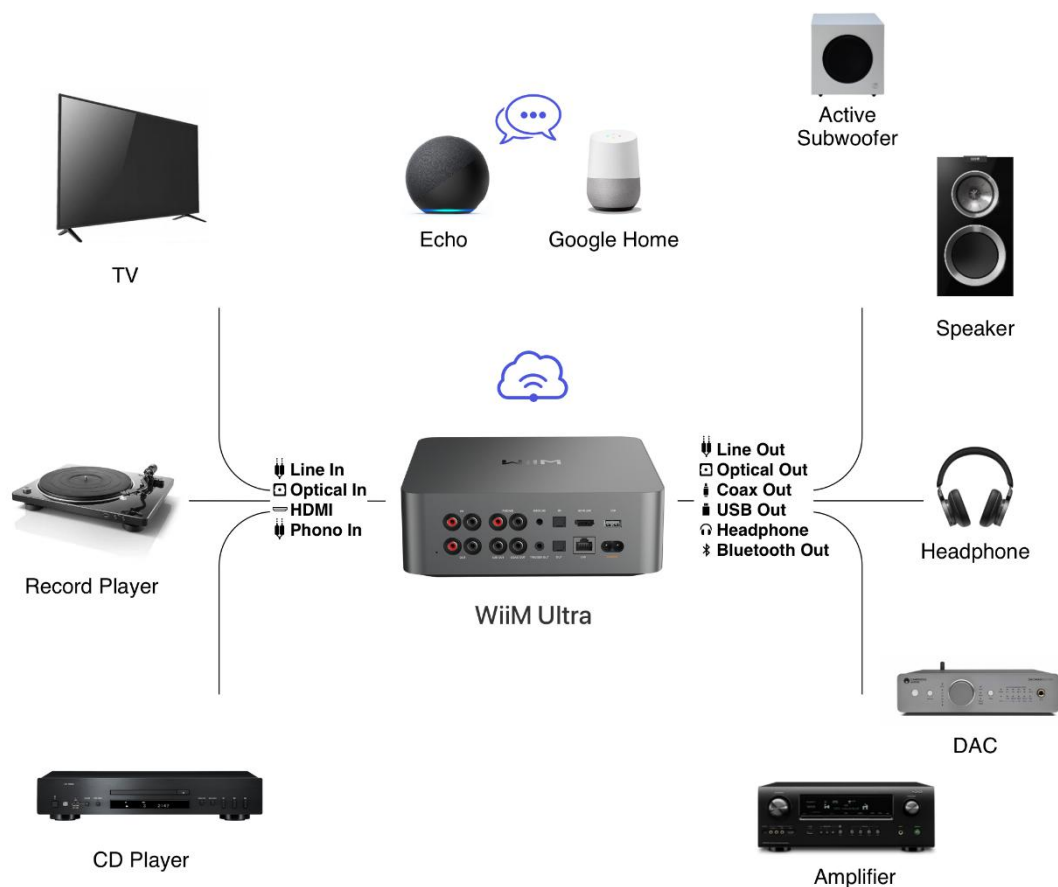 Active
Subwoofer
Echo
Google Home
TV
Speaker
WiiM
Line In
Optical In
HDMI
Phono In
Line Out
Optical Out
Coax Out
USB Out
Headphone
Bluetooth Out
Record Player
Headphone
WiiM Ultra
DAC
CD Player
Amplifier